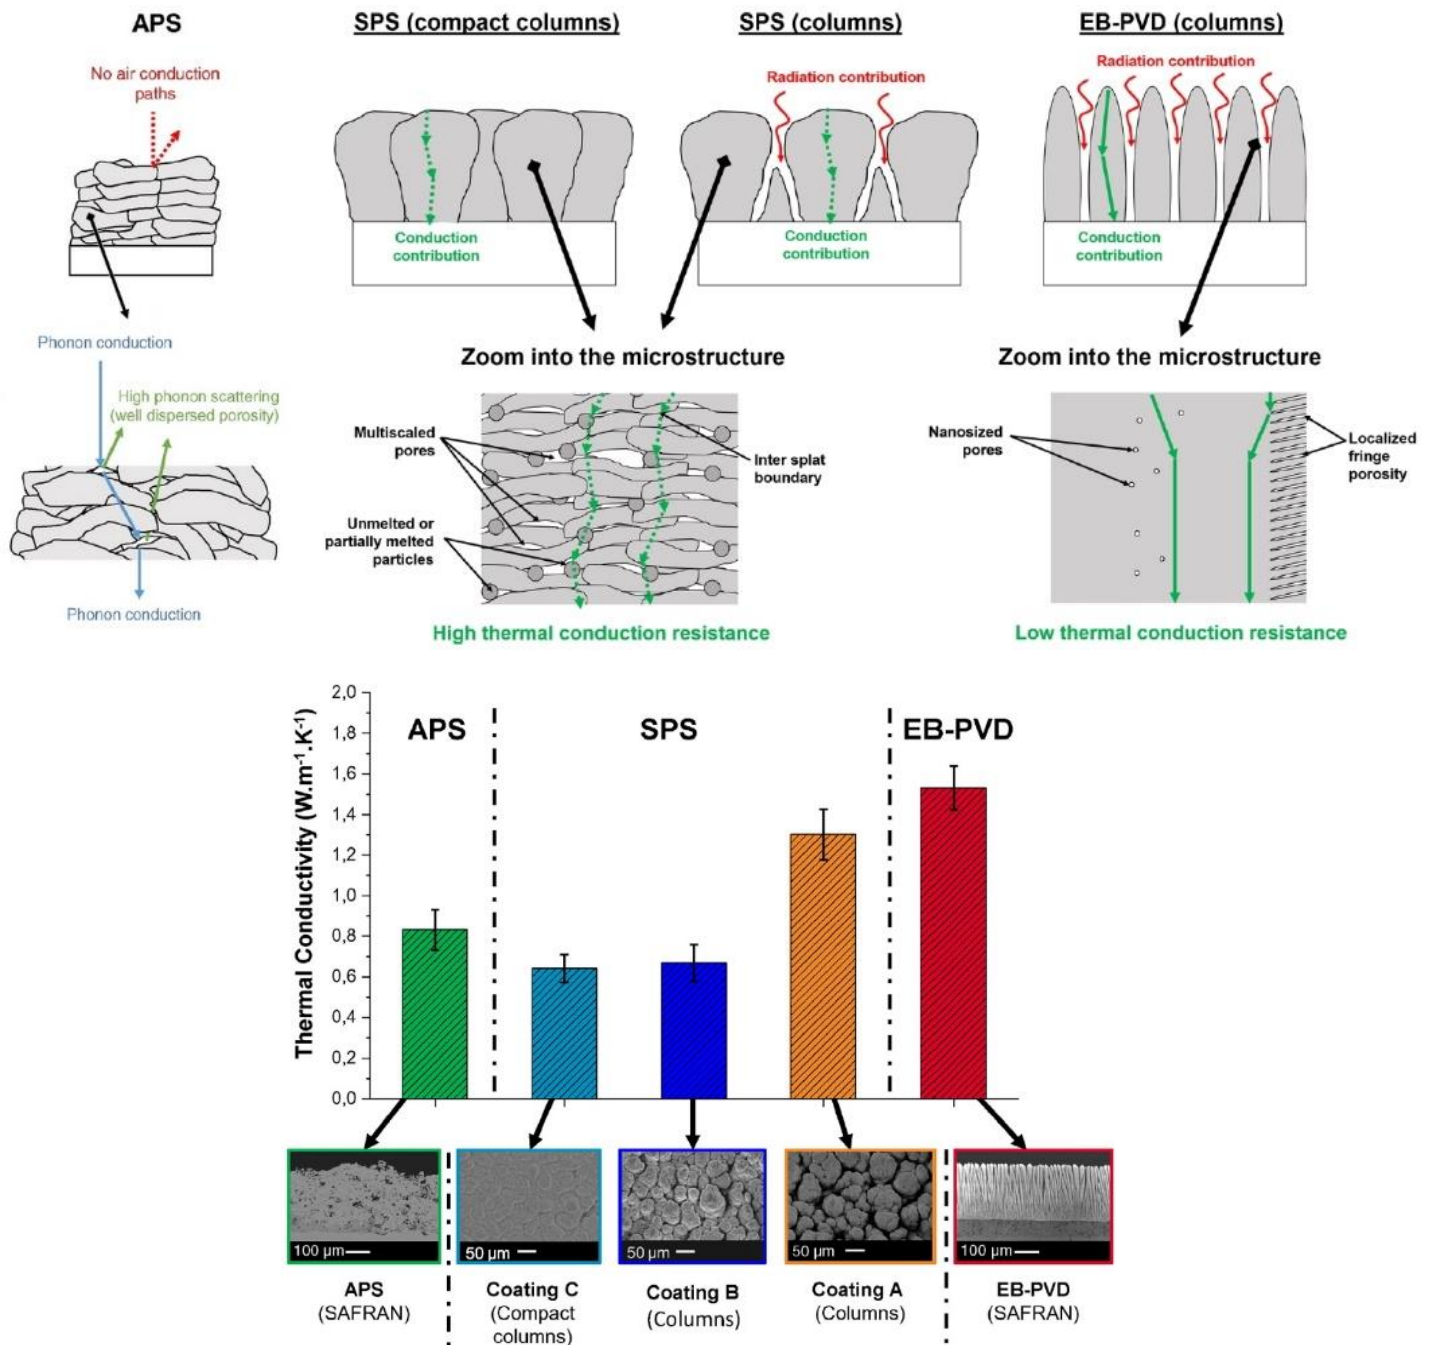 APS
SPS (compact columns)
SPS (columns)
EB-PVD (columns)
No air conduction
paths
Radiation contribution
Radiation contribution
Conduction
contribution
Conduction
contribution
Conduction
contribution
Phonon conduction
High phonon scattering
(well dispersed porosity)
Phonon conduction
Zoom into the microstructure
Multiscaled
pores
Inter splat
boundary
Unmelted or
partially melted
particles
High thermal conduction resistance
Zoom into the microstructure
Nanosized
pores
Localized
fringe
porosity
Low thermal conduction resistance
Thermal Conductivity (W.m⁻¹.K⁻¹)
2,0
1,8
1,6
1,4
1,2
1,0
0,8
0,6
0,4
0,2
0,0
APS
SPS
EB-PVD
100 µm
50 µm
50 µm
50 µm
100 µm
APS
(SAFRAN)
Coating C
(Compact
columns)
Coating B
(Columns)
Coating A
(Columns)
EB-PVD
(SAFRAN)